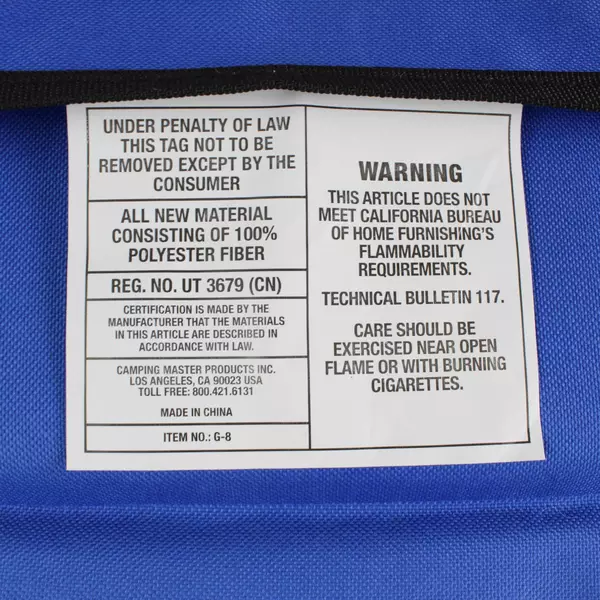 UNDER PENALTY OF LAW
THIS TAG NOT TO BE
REMOVED EXCEPT BY THE
CONSUMER
ALL NEW MATERIAL
CONSISTING OF 100%
POLYESTER FIBER
REG. NO. UT 3679 (CN)
CERTIFICATION IS MADE BY THE
MANUFACTURER THAT THE MATERIALS
IN THIS ARTICLE ARE DESCRIBED IN
ACCORDANCE WITH LAW.
CAMPING MASTER PRODUCTS INC.
LOS ANGELES, CA 90023 USA
TOLL FREE: 800.421.6131
MADE IN CHINA
ITEM NO.: G-8
WARNING
THIS ARTICLE DOES NOT
MEET CALIFORNIA BUREAU
OF HOME FURNISHING'S
FLAMMABILITY
REQUIREMENTS.
TECHNICAL BULLETIN 117.
CARE SHOULD BE
EXERCISED NEAR OPEN
FLAME OR WITH BURNING
CIGARETTES.